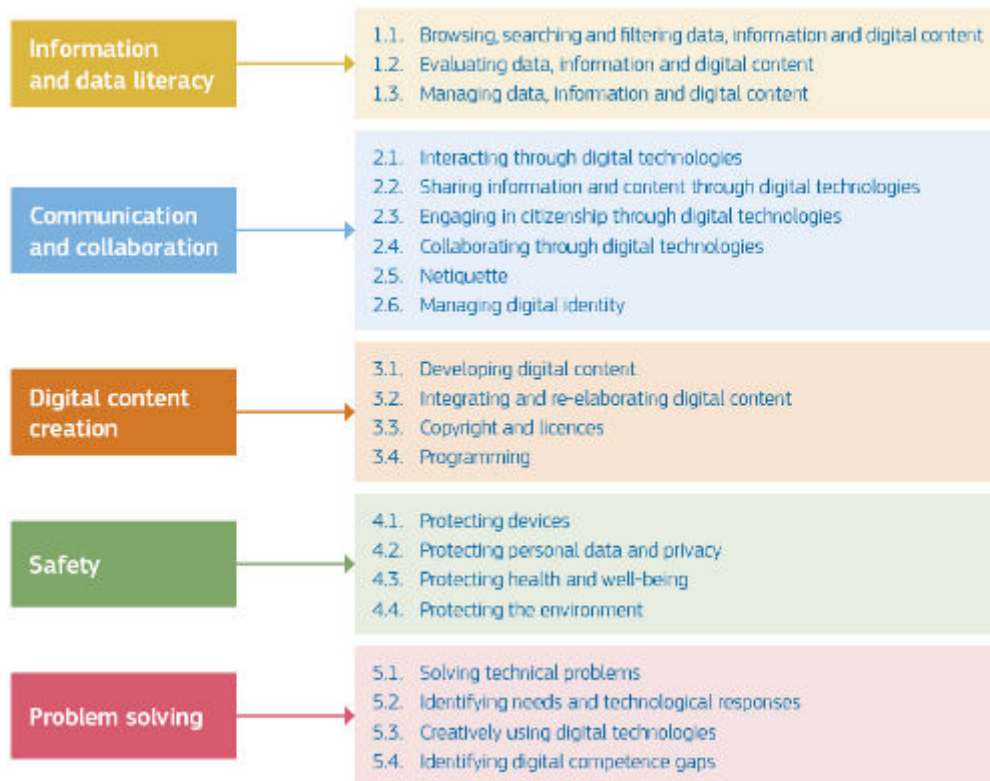 Information
and data literacy
1.1. Browsing, searching and filtering data, information and digital content
1.2. Evaluating data, information and digital content
1.3. Managing data, information and digital content
Communication
and collaboration
2.1. Interacting through digital technologies
2.2. Sharing information and content through digital technologies
2.3. Engaging in citizenship through digital technologies
2.4. Collaborating through digital technologies
2.5. Netiquette
2.6. Managing digital identity
Digital content
creation
3.1. Developing digital content
3.2. Integrating and re-elaborating digital content
3.3. Copyright and licences
3.4. Programming
Safety
4.1. Protecting devices
4.2. Protecting personal data and privacy
4.3. Protecting health and well-being
4.4. Protecting the environment
Problem solving
5.1. Solving technical problems
5.2. Identifying needs and technological responses
5.3. Creatively using digital technologies
5.4. Identifying digital competence gaps